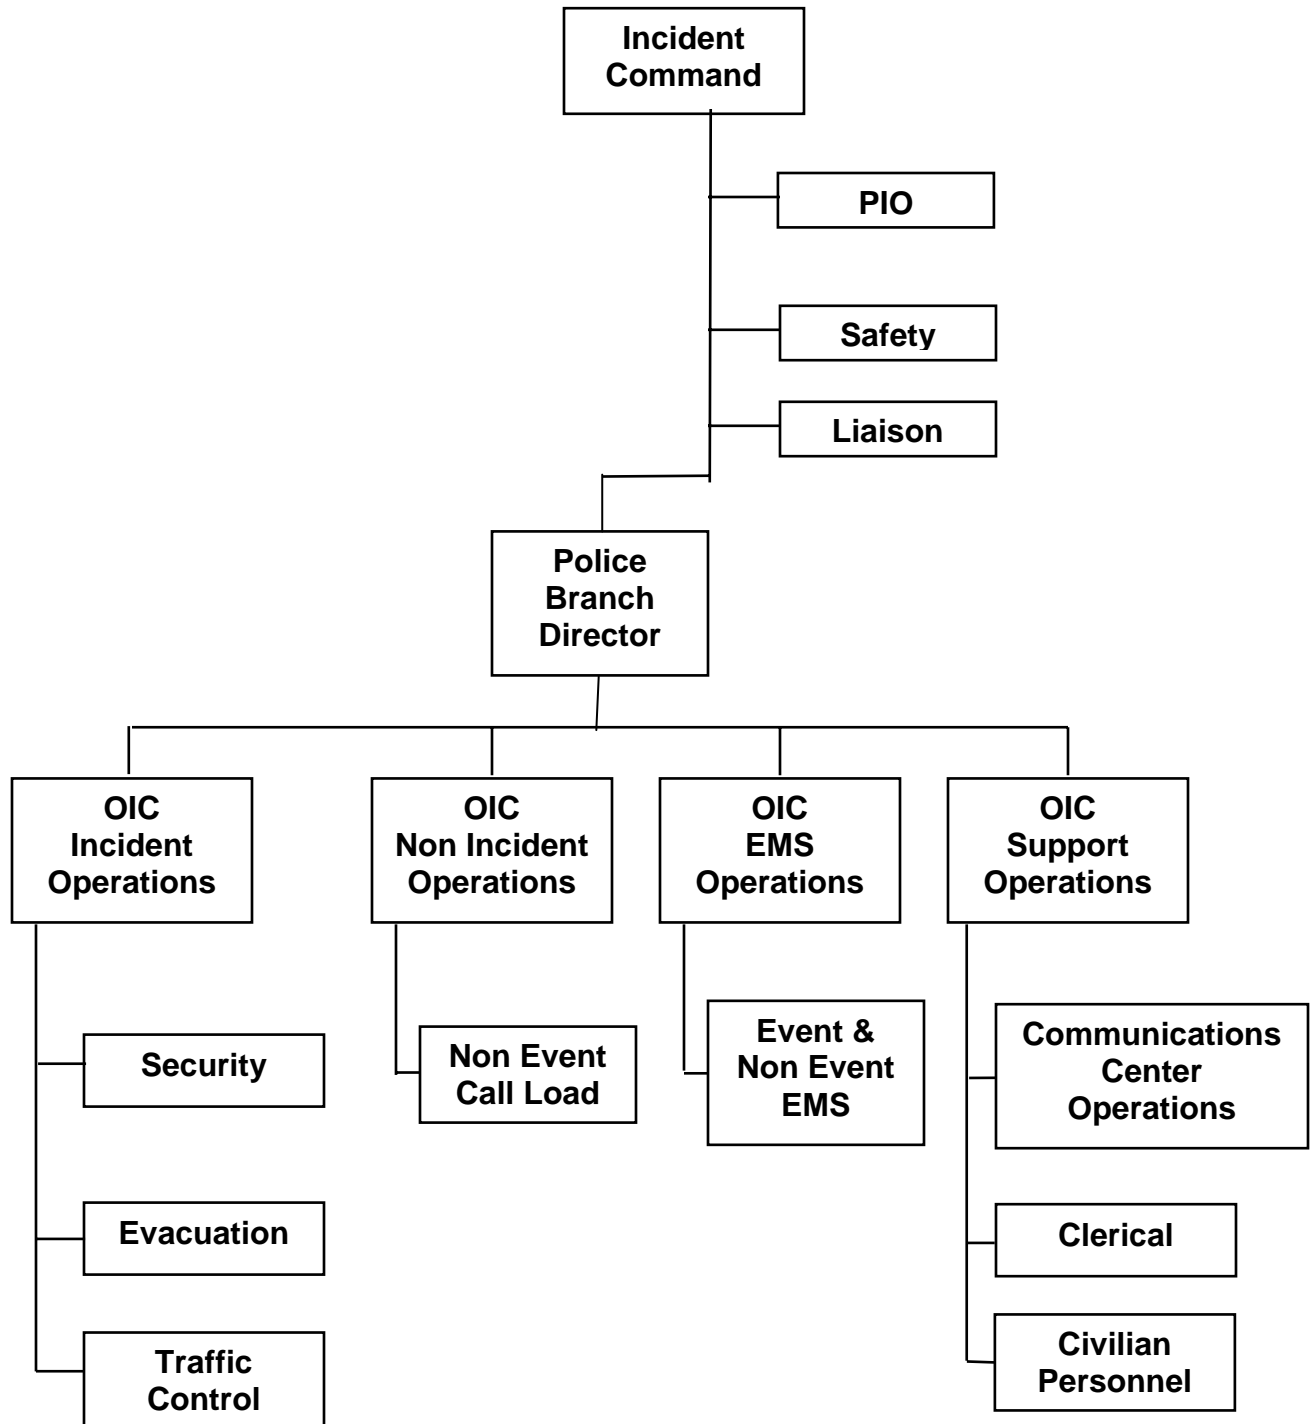 Incident
Command
PIO
Safety
Liaison
Police
Branch
Director
OIC
Incident
Operations
OIC
Non Incident
Operations
OIC
EMS
Operations
OIC
Support
Operations
Security
Non Event
Call Load
Event &
Non Event
EMS
Communications
Center
Operations
Evacuation
Clerical
Traffic
Control
Civilian
Personnel